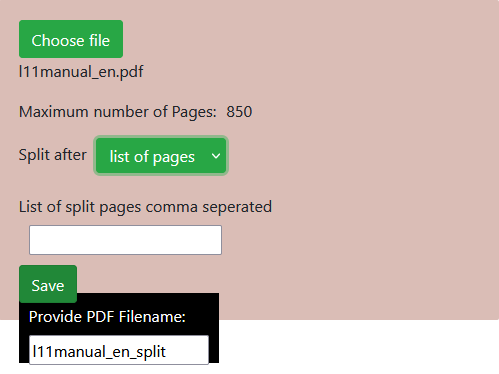 Choose file
l11manual_en.pdf
Maximum number of Pages: 850
Split after list of pages
List of split pages comma seperated
Save
Provide PDF Filename:
l11manual_en_split